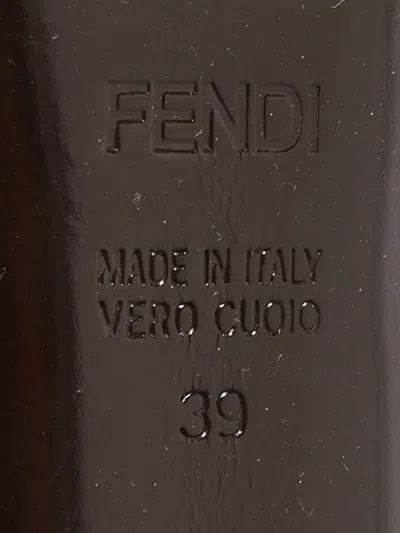 FENDI
MADE IN ITALY
VERO CUOIO
39